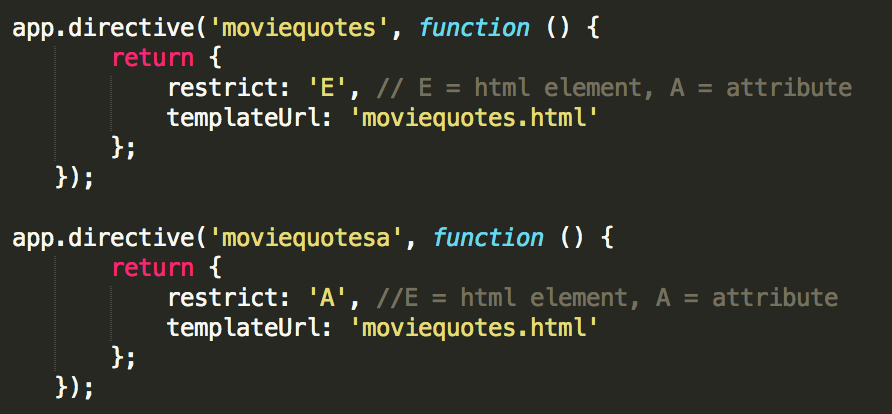 app.directive('moviequotes', function () {
        return {
            restrict: 'E', // E = html element, A = attribute
            templateUrl: 'moviequotes.html'
        };
    });

app.directive('moviequotesa', function () {
        return {
            restrict: 'A', //E = html element, A = attribute
            templateUrl: 'moviequotes.html'
        };
    });